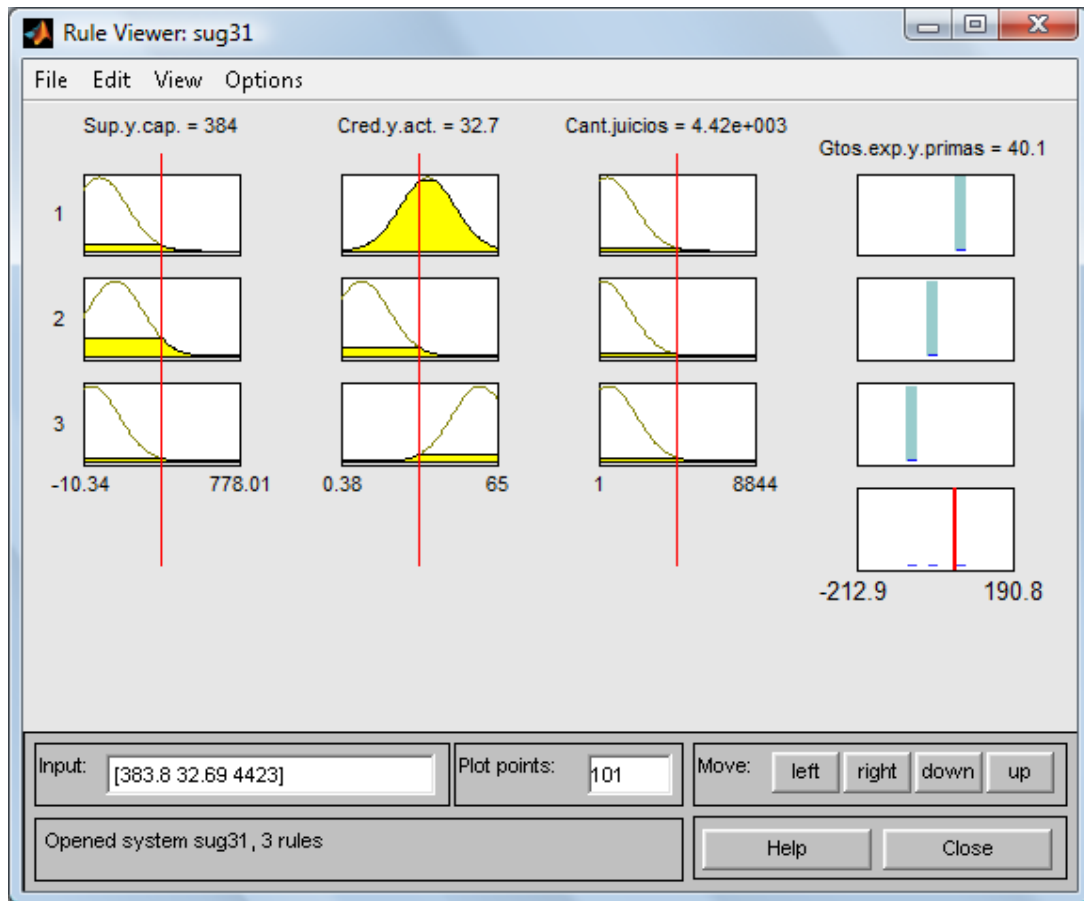 Rule Viewer: sug31
File Edit View Options
Sup.y.cap. = 384 Cred.y.act. = 32.7 Cant.juicios = 4.42e+003
Gtos.exp.y.primas = 40.1
1
2
3
-10.34 778.01 0.38 65 1 8844
-212.9 190.8
Input: [383.8 32.69 4423] Plot points: 101 Move: left right down up
Opened system sug31, 3 rules Help Close